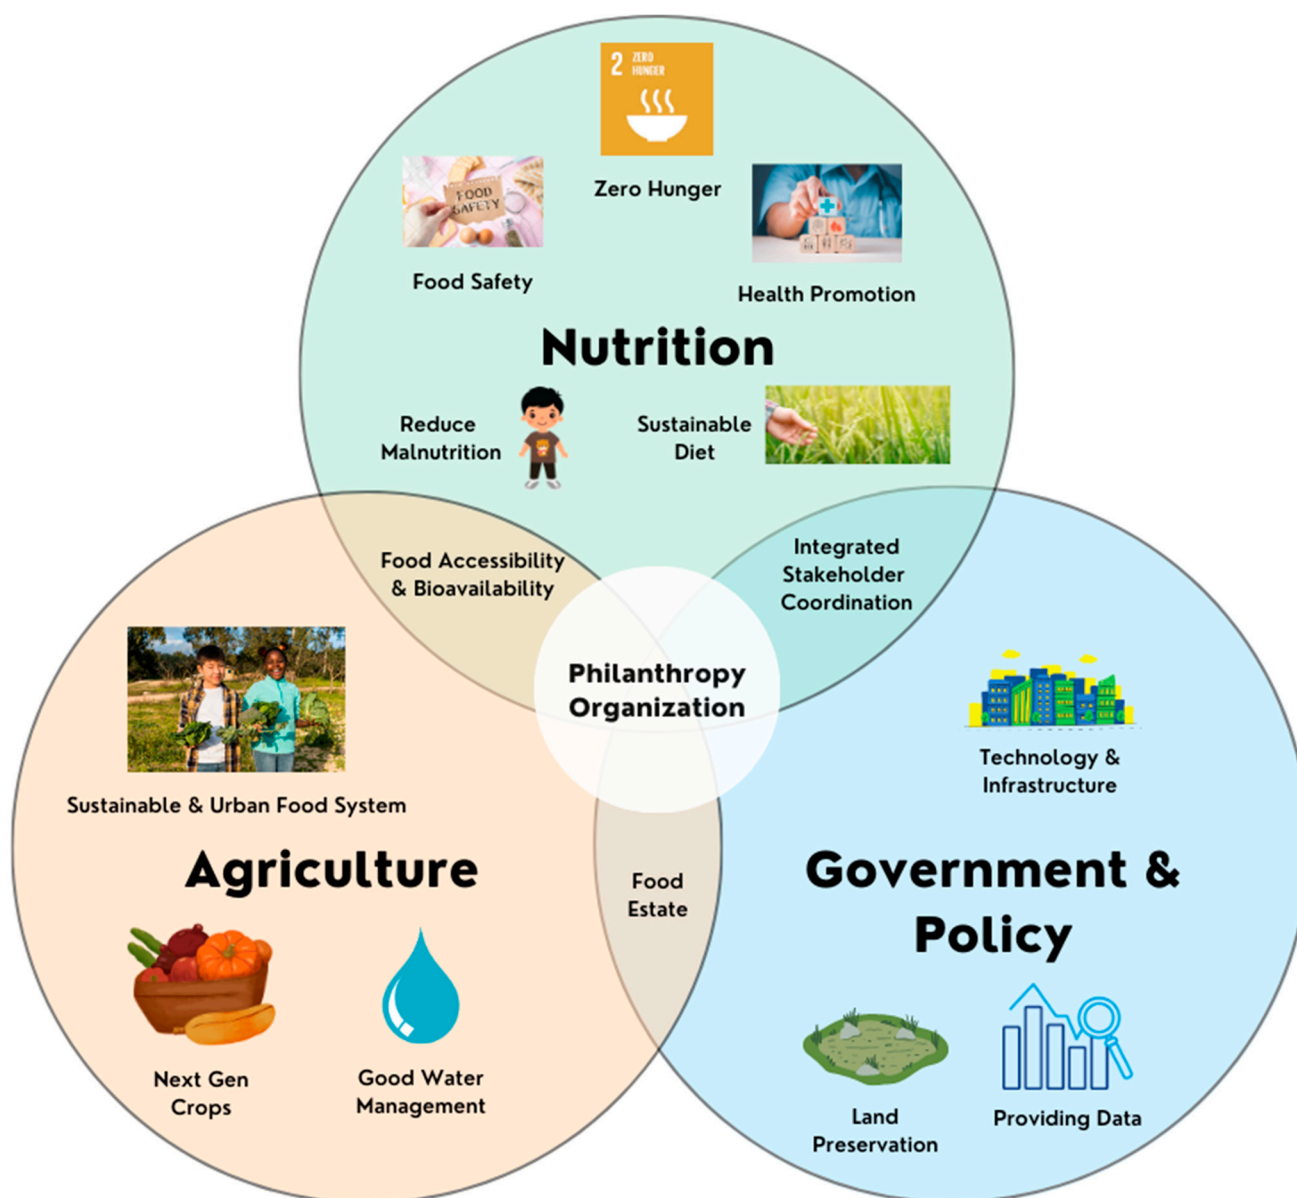 2 ZERO
HUNGER
Zero Hunger
FOOD
SAFETY
Food Safety
Health Promotion
Nutrition
Reduce
Malnutrition
Sustainable
Diet
Food Accessibility
& Bioavailability
Integrated
Stakeholder
Coordination
Philanthropy
Organization
Sustainable & Urban Food System
Agriculture
Next Gen
Crops
Good Water
Management
Food
Estate
Technology &
Infrastructure
Government &
Policy
Land
Preservation
Providing Data